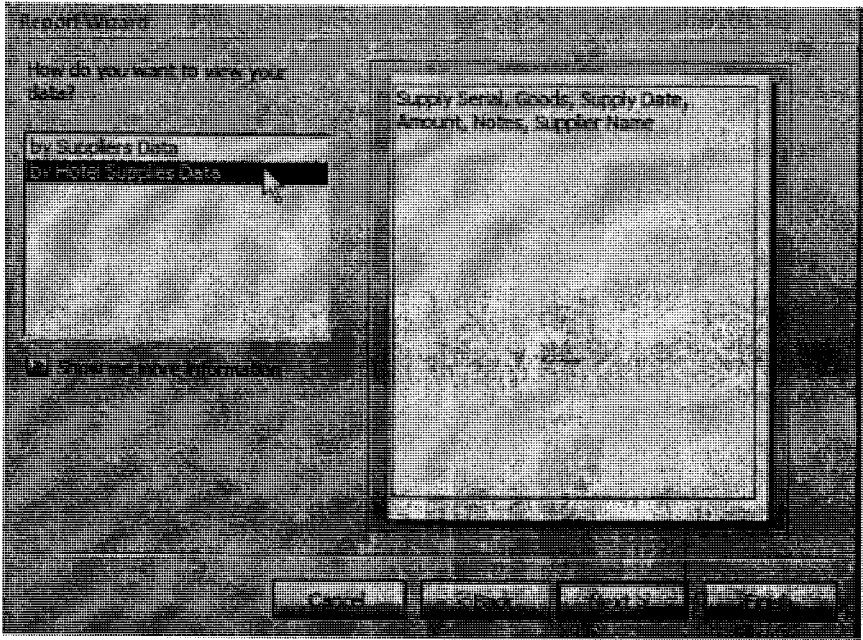 Report Wizard
How do you want to view your
data?
by Suppliers Data
by Hotel Supplies Data
Supply Serial, Goods, Supply Date,
Amount, Notes, Supplier Name
Show me more information
Cancel
< Back
Next >
Finish